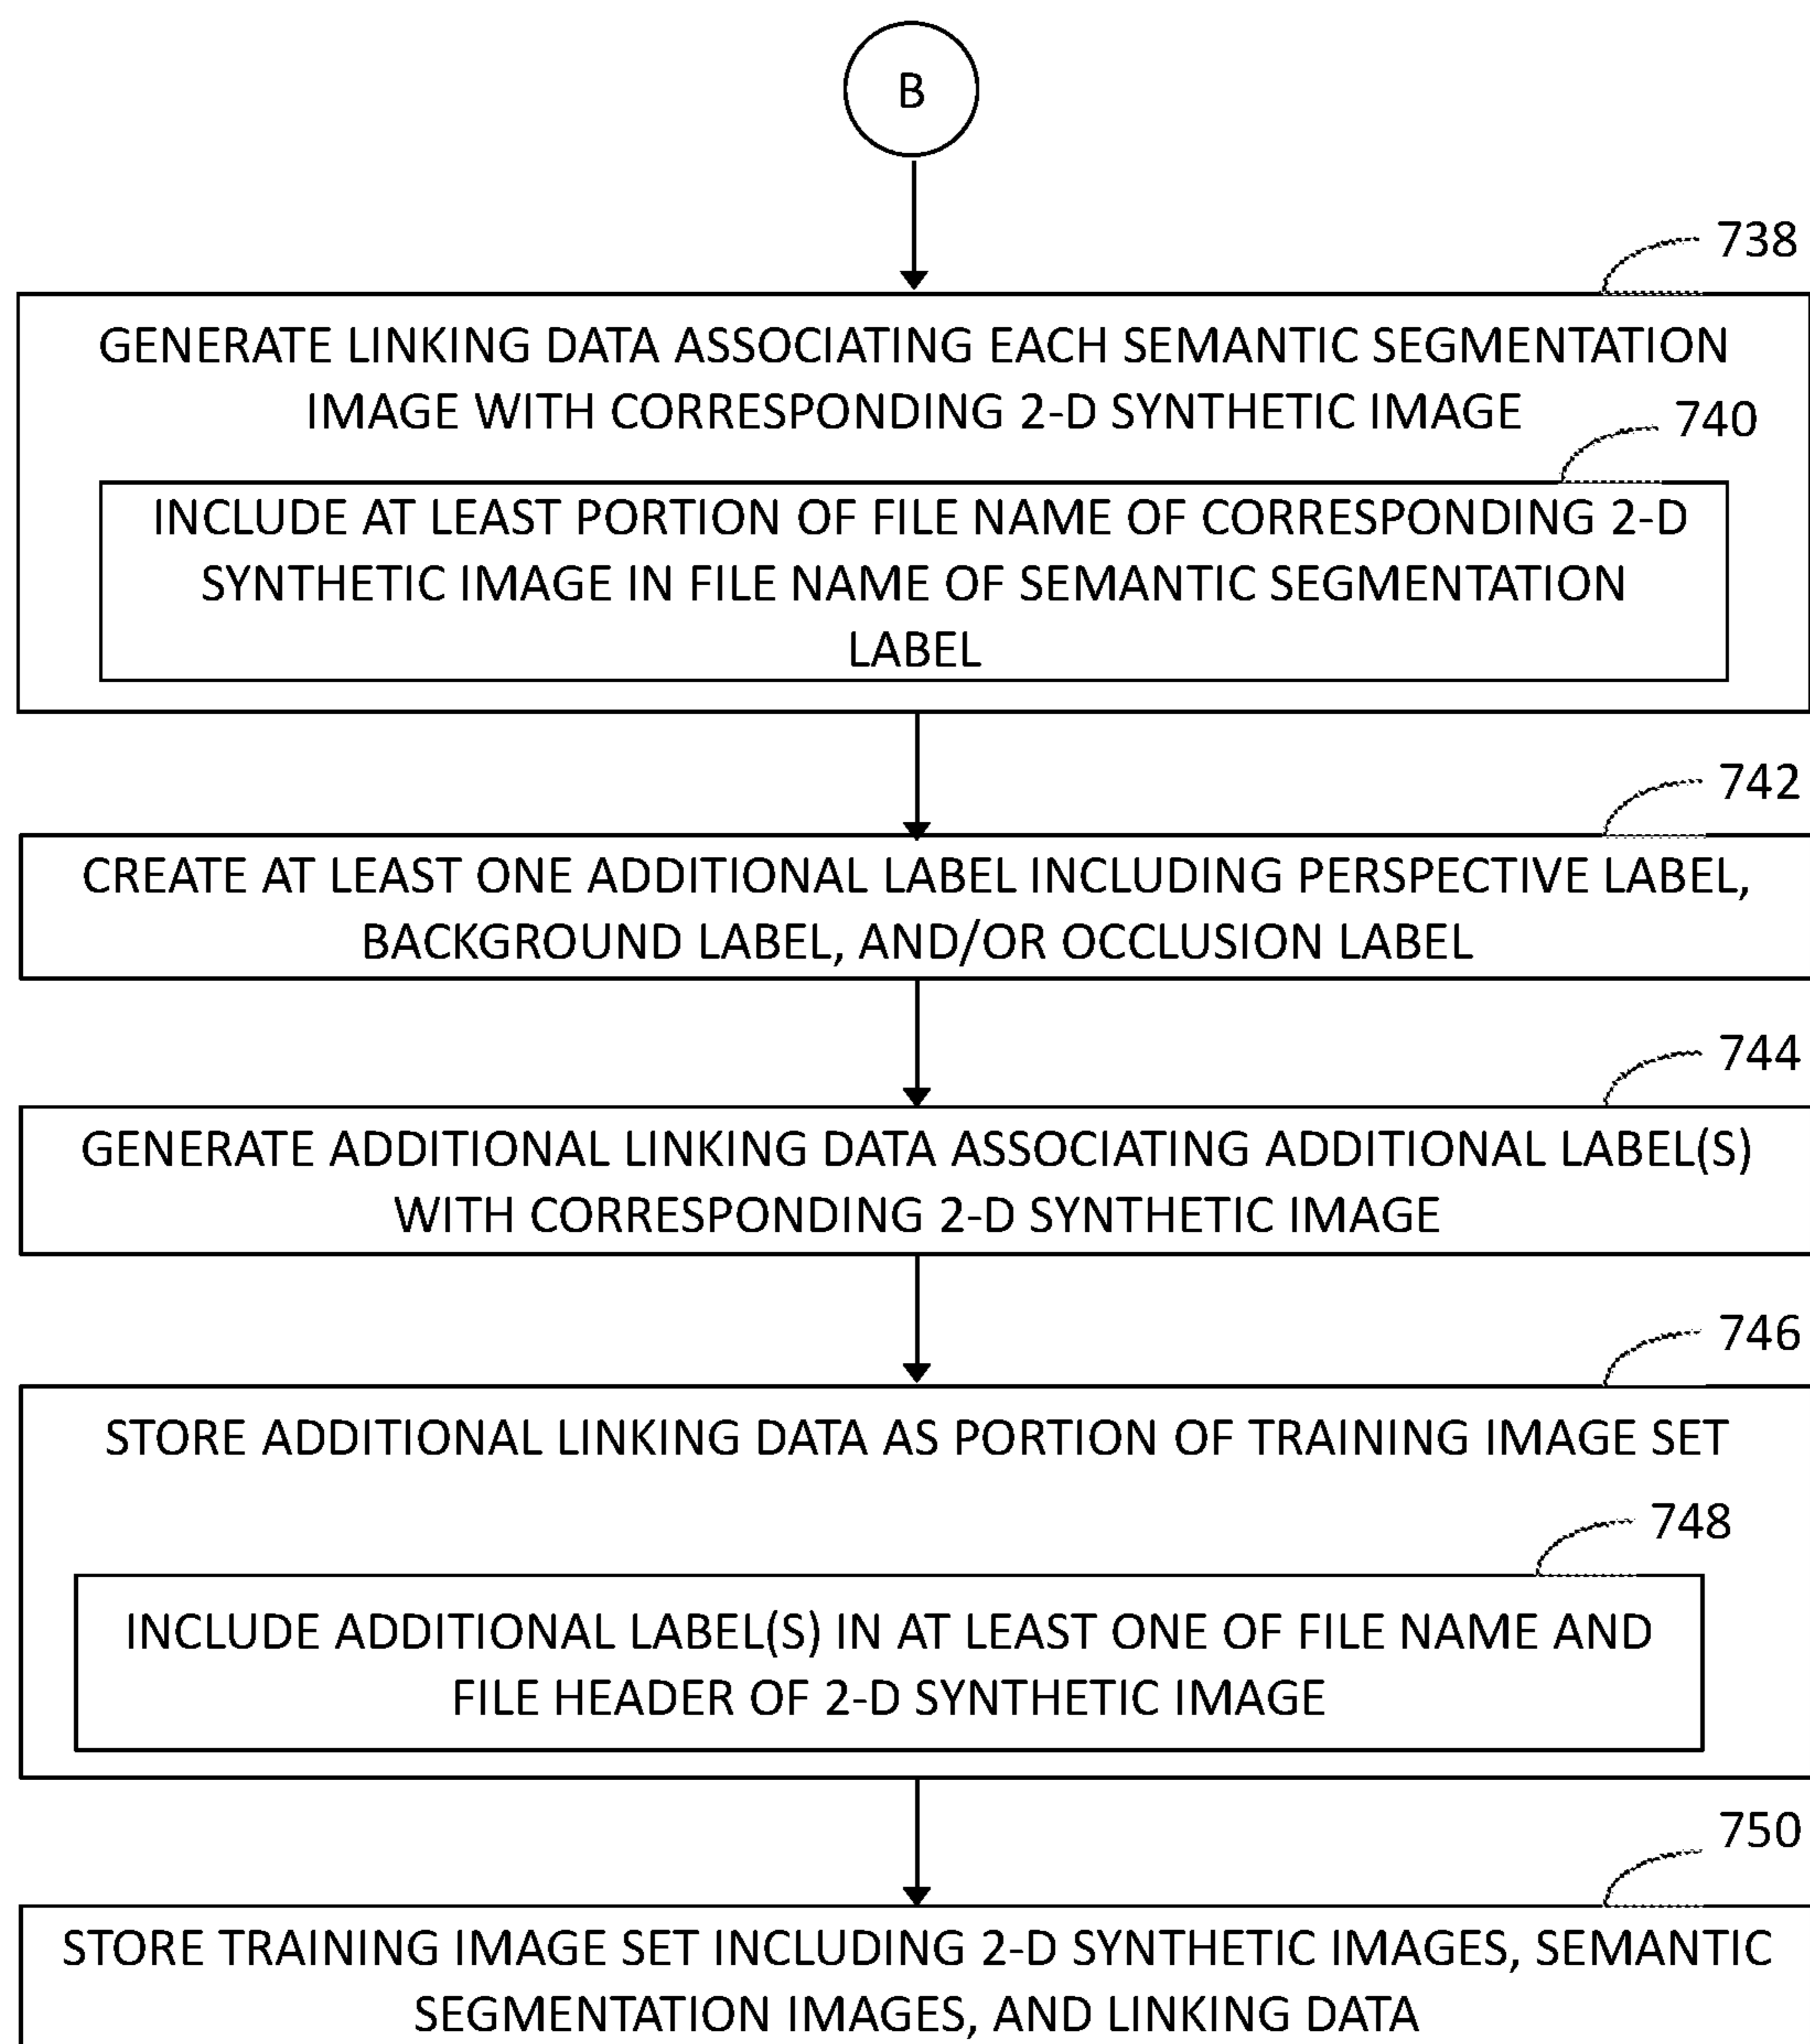 B
738
GENERATE LINKING DATA ASSOCIATING EACH SEMANTIC SEGMENTATION
IMAGE WITH CORRESPONDING 2-D SYNTHETIC IMAGE
740
INCLUDE AT LEAST PORTION OF FILE NAME OF CORRESPONDING 2-D
SYNTHETIC IMAGE IN FILE NAME OF SEMANTIC SEGMENTATION
LABEL
742
CREATE AT LEAST ONE ADDITIONAL LABEL INCLUDING PERSPECTIVE LABEL,
BACKGROUND LABEL, AND/OR OCCLUSION LABEL
744
GENERATE ADDITIONAL LINKING DATA ASSOCIATING ADDITIONAL LABEL(S)
WITH CORRESPONDING 2-D SYNTHETIC IMAGE
746
STORE ADDITIONAL LINKING DATA AS PORTION OF TRAINING IMAGE SET
748
INCLUDE ADDITIONAL LABEL(S) IN AT LEAST ONE OF FILE NAME AND
FILE HEADER OF 2-D SYNTHETIC IMAGE
750
STORE TRAINING IMAGE SET INCLUDING 2-D SYNTHETIC IMAGES, SEMANTIC
SEGMENTATION IMAGES, AND LINKING DATA